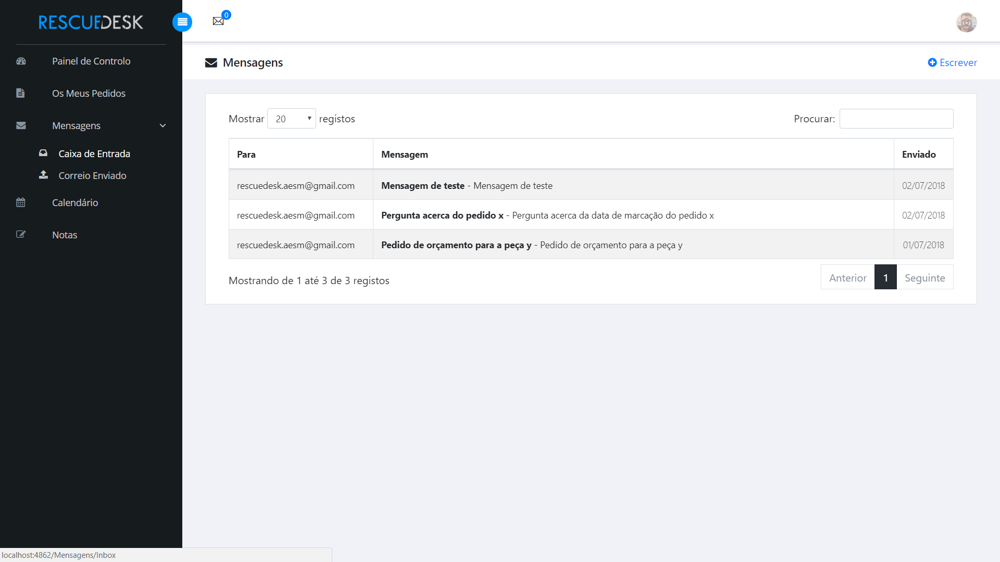 RESCUEDESK
0
Painel de Controlo
Os Meus Pedidos
Mensagens
Caixa de Entrada
Correio Enviado
Calendário
Notas
Mensagens
Escrever
Mostrar 20 registos
Procurar:
Para Mensagem Enviado
rescuedesk.aesm@gmail.com Mensagem de teste - Mensagem de teste 02/07/2018
rescuedesk.aesm@gmail.com Pergunta acerca do pedido x - Pergunta acerca da data de marcação do pedido x 02/07/2018
rescuedesk.aesm@gmail.com Pedido de orçamento para a peça y - Pedido de orçamento para a peça y 01/07/2018
Mostrando de 1 até 3 de 3 registos
Anterior 1 Seguinte
localhost:4862/Mensagens/Inbox